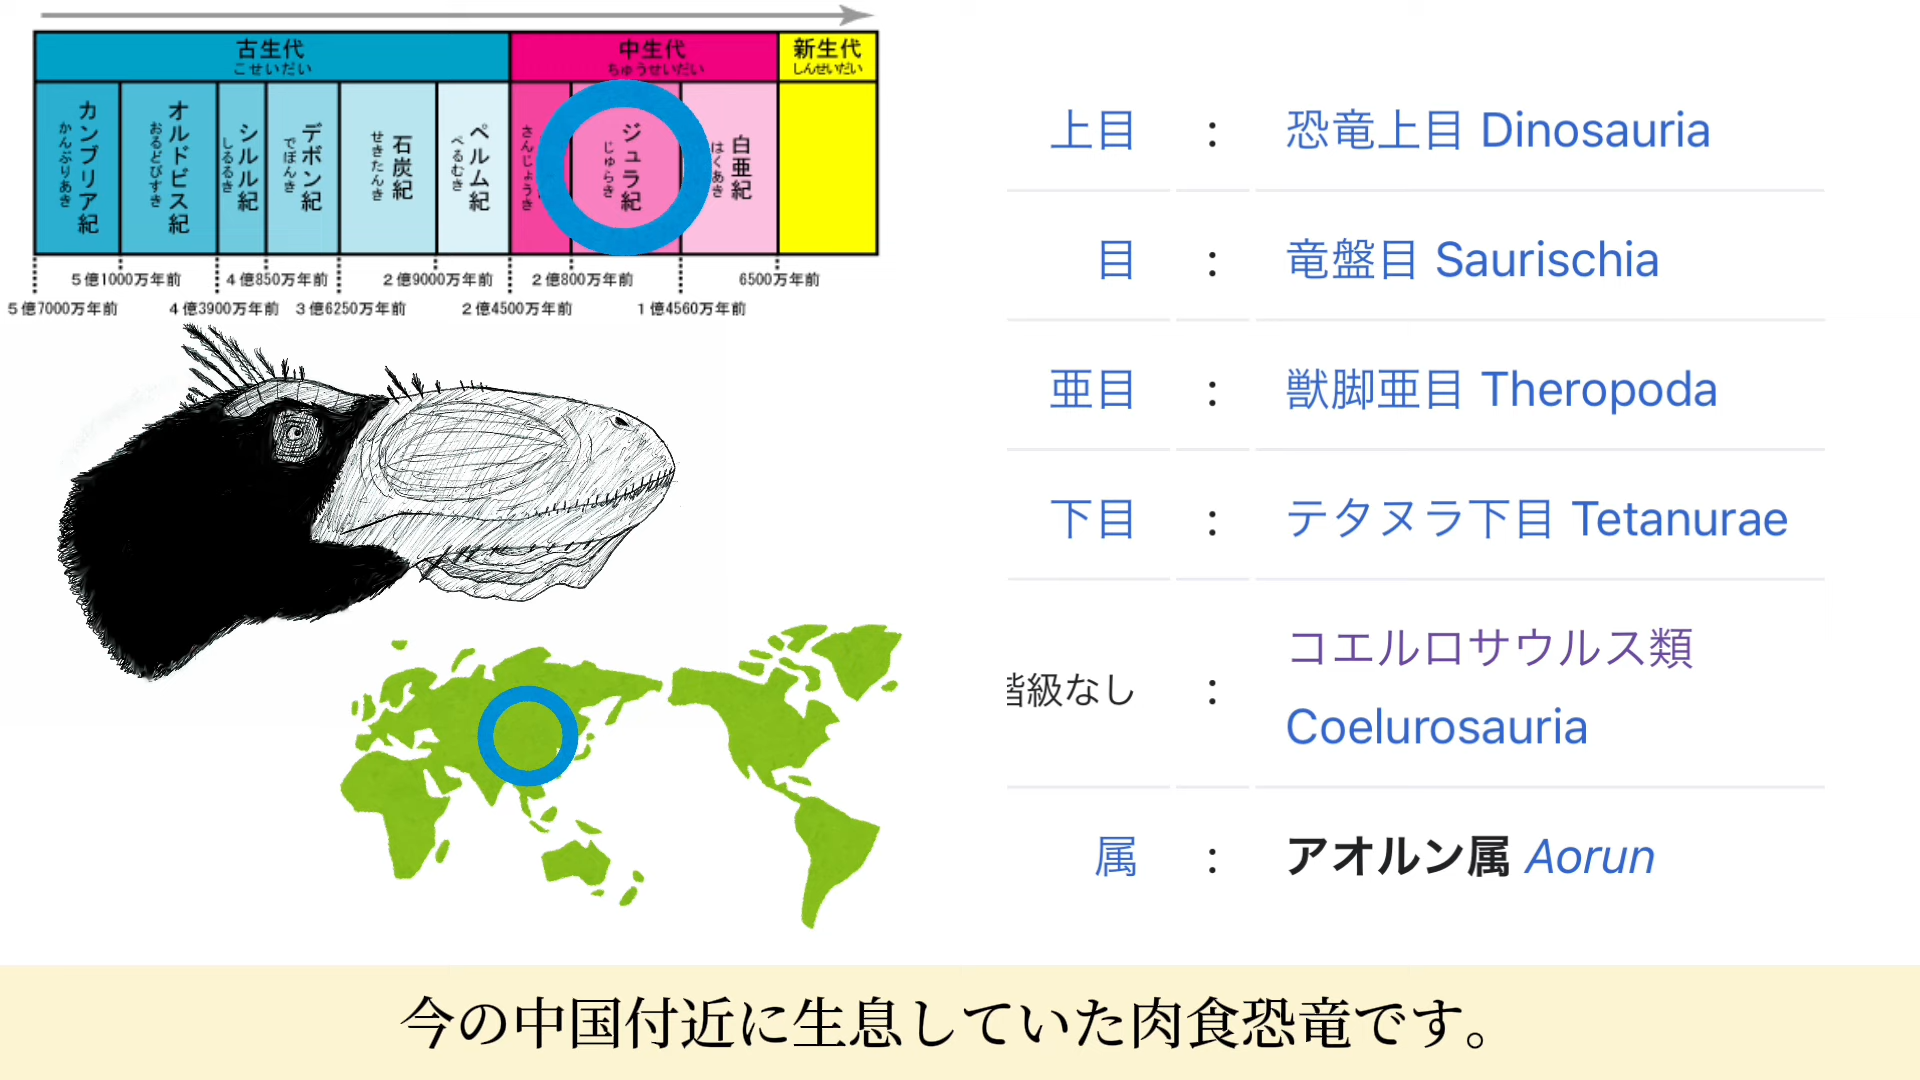 古生代
こせいだい
中生代
ちゅうせいだい
新生代
しんせいだい
カンブリア紀
かんぶりあき
オルドビス紀
おるどびすき
シルル紀
しるるき
デボン紀
でぼんき
石炭紀
せきたんき
ペルム紀
ぺるむき
さんじょうき
ジュラ紀
じゅらき
白亜紀
はくあき
5億1000万年前
4億850万年前
2億9000万年前
2億800万年前
6500万年前
5億7000万年前
4億3900万年前
3億6250万年前
2億4500万年前
1億4560万年前
上目 : 恐竜上目 Dinosauria
目 : 竜盤目 Saurischia
亜目 : 獣脚亜目 Theropoda
下目 : テタヌラ下目 Tetanurae
階級なし : コエルロサウルス類
Coelurosauria
属 : アオルン属 Aorun
今の中国付近に生息していた肉食恐竜です。